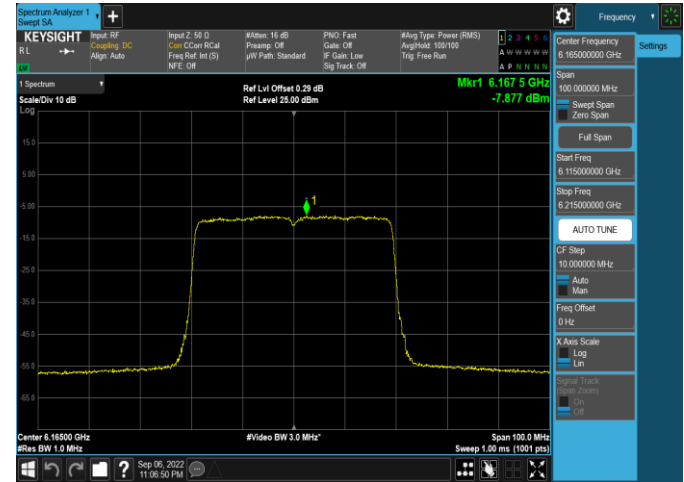 Spectrum Analyzer 1
Swept SA
Frequency
KEYSIGHT
Input: RF
Coupling: DC
Align: Auto
Input Z: 50 Ω
Corr CCorr RCal
Freq Ref: Int (S)
NFE: Off
#Atten: 16 dB
Preamp: Off
µW Path: Standard
PNO: Fast
Gate: Off
IF Gain: Low
Sig Track: Off
#Avg Type: Power (RMS)
Avg|Hold: 100/100
Trig: Free Run
1 2 3 4 5 6
A W W W W W
A P N N N N
R L
Center Frequency
6.165000000 GHz
Settings
Span
100.000000 MHz
Swept Span
Zero Span
Full Span
Start Freq
6.115000000 GHz
Stop Freq
6.215000000 GHz
AUTO TUNE
CF Step
10.000000 MHz
Auto
Man
Freq Offset
0 Hz
X Axis Scale
Log
Lin
Signal Track
(Span Zoom)
On
Off
1 Spectrum
Scale/Div 10 dB
Log
Ref Lvl Offset 0.29 dB
Ref Level 25.00 dBm
Mkr1 6.167 5 GHz
-7.877 dBm
15.0
5.00
-5.00
-15.0
-25.0
-35.0
-45.0
-55.0
-65.0
1
Center 6.16500 GHz
#Res BW 1.0 MHz
#Video BW 3.0 MHz*
Span 100.0 MHz
Sweep 1.00 ms (1001 pts)
Sep 06, 2022
11:06:50 PM